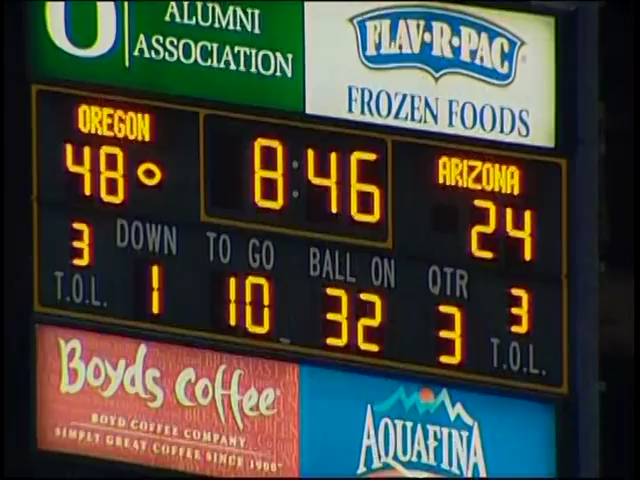 O
ALUMNI
ASSOCIATION
FLAV·R·PAC
FROZEN FOODS
OREGON
48
8:46
ARIZONA
24
3
T.O.L.
DOWN
1
TO GO
10
BALL ON
32
QTR
3
3
T.O.L.
Boyds Coffee
BOYD COFFEE COMPANY
SIMPLY GREAT COFFEE SINCE 1900
AQUAFINA